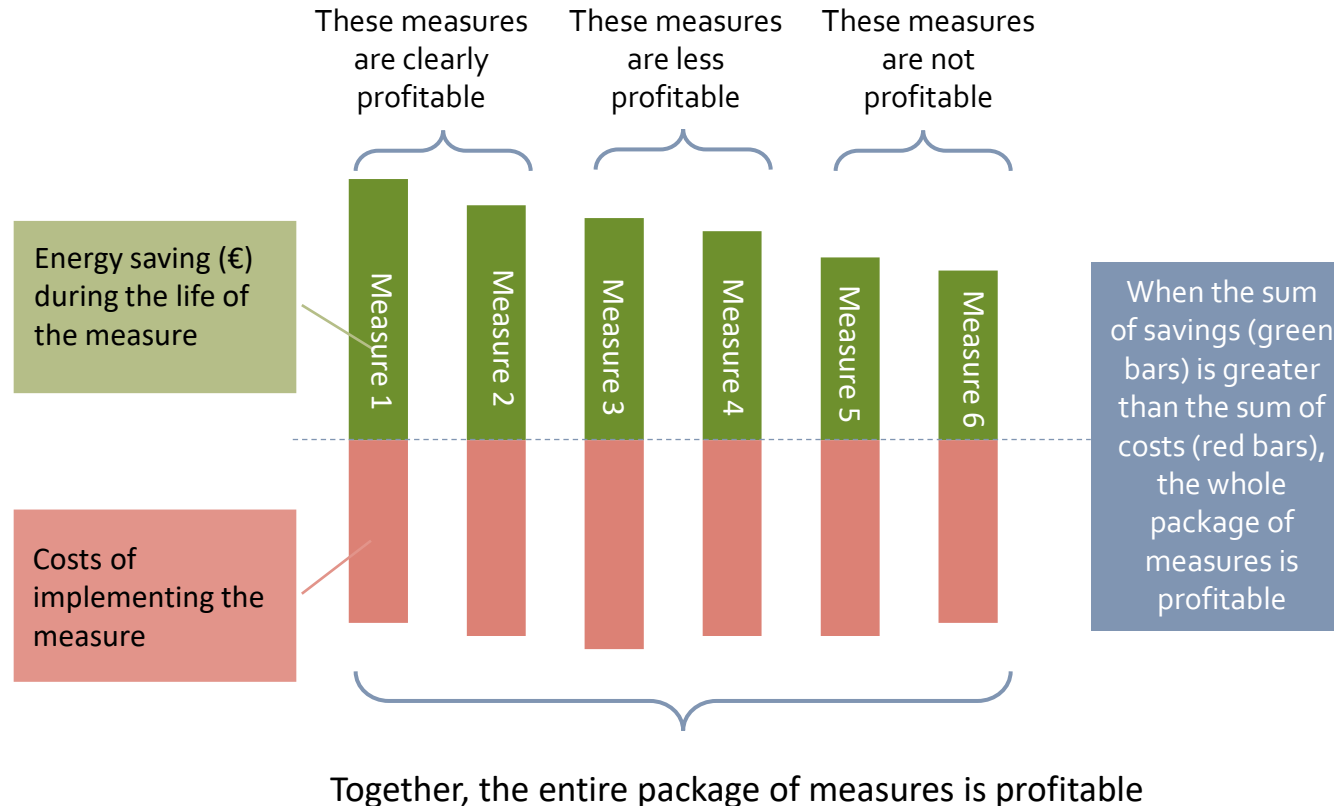 These measures
are clearly
profitable
These measures
are less
profitable
These measures
are not
profitable
Energy saving (€)
during the life of
the measure
Measure 1
Measure 2
Measure 3
Measure 4
Measure 5
Measure 6
When the sum
of savings (green
bars) is greater
than the sum of
costs (red bars),
the whole
package of
measures is
profitable
Costs of
implementing the
measure
Together, the entire package of measures is profitable